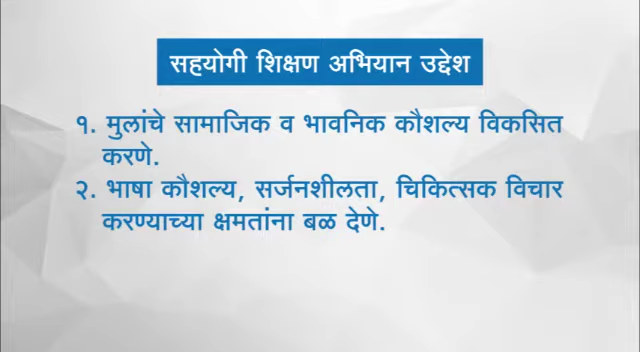 सहयोगी शिक्षण अभियान उद्देश
१. मुलांचे सामाजिक व भावनिक कौशल्य विकसित
करणे.
२. भाषा कौशल्य, सर्जनशीलता, चिकित्सक विचार
करण्याच्या क्षमतांना बळ देणे.